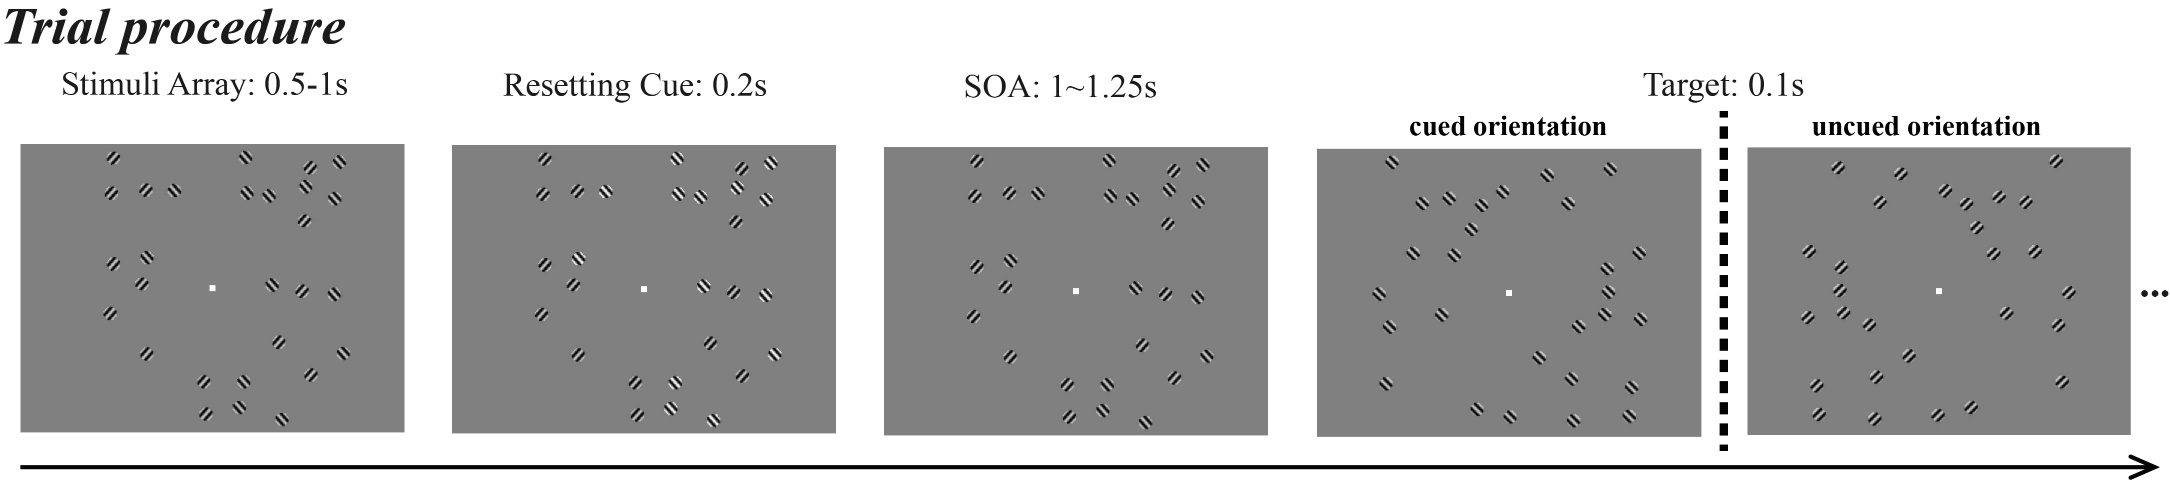 Trial procedure
Stimuli Array: 0.5-1s
Resetting Cue: 0.2s
SOA: 1~1.25s
Target: 0.1s
cued orientation
uncued orientation
...